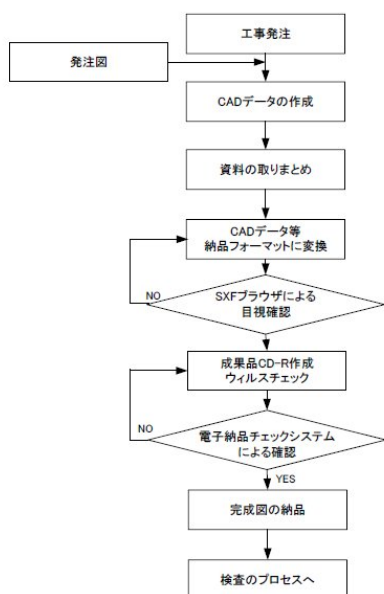 工事発注
発注図
CADデータの作成
資料の取りまとめ
CADデータ等
納品フォーマットに変換
NO
SXFブラウザによる
目視確認
成果品CD-R作成
ウィルスチェック
NO
電子納品チェックシステム
による確認
YES
完成図の納品
検査のプロセスへ